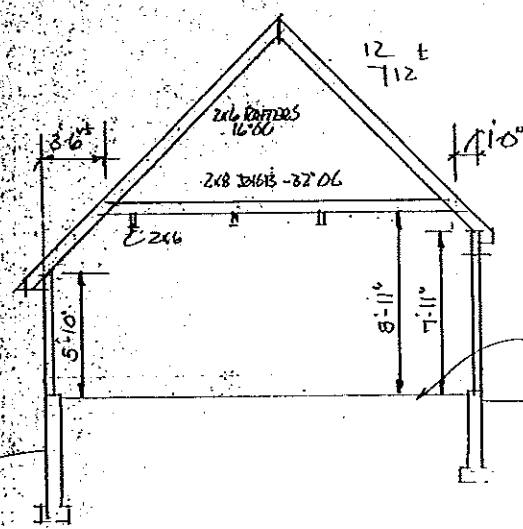 12 ±
12
2x6 RAFTERS
16"OC
1'-0"
2x8 JOISTS -32"OC
2x6
5'-10"
8'-11"
7'-11"